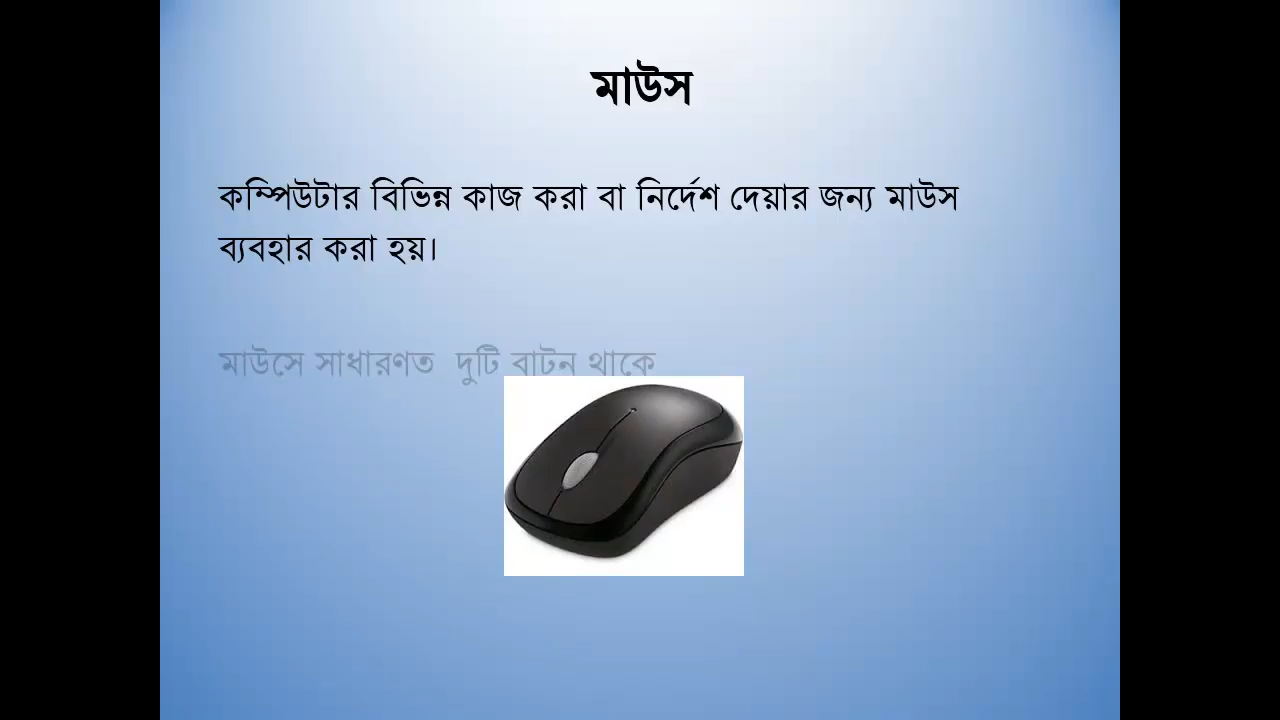 মাউস
কম্পিউটার বিভিন্ন কাজ করা বা নির্দেশ দেয়ার জন্য মাউস
ব্যবহার করা হয়।
মাউসে সাধারণত দুটি বাটন থাকে